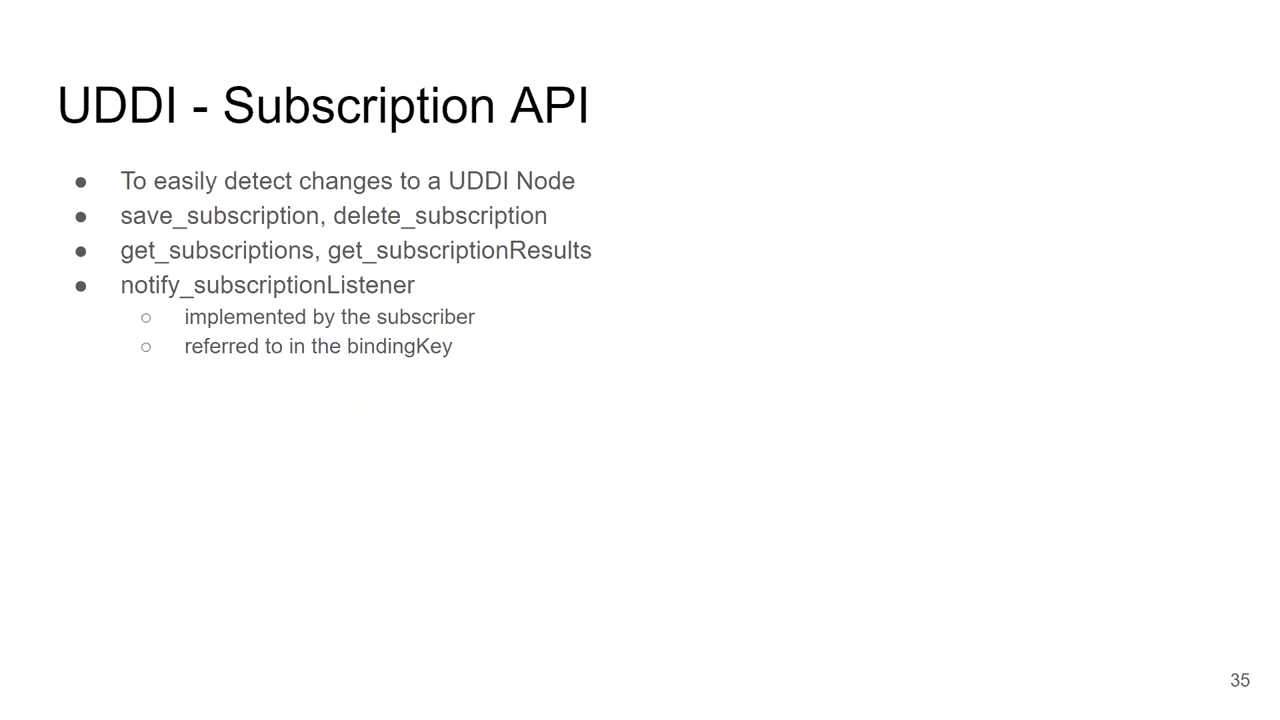 UDDI - Subscription API
● To easily detect changes to a UDDI Node
● save_subscription, delete_subscription
● get_subscriptions, get_subscriptionResults
● notify_subscriptionListener
○ implemented by the subscriber
○ referred to in the bindingKey
35